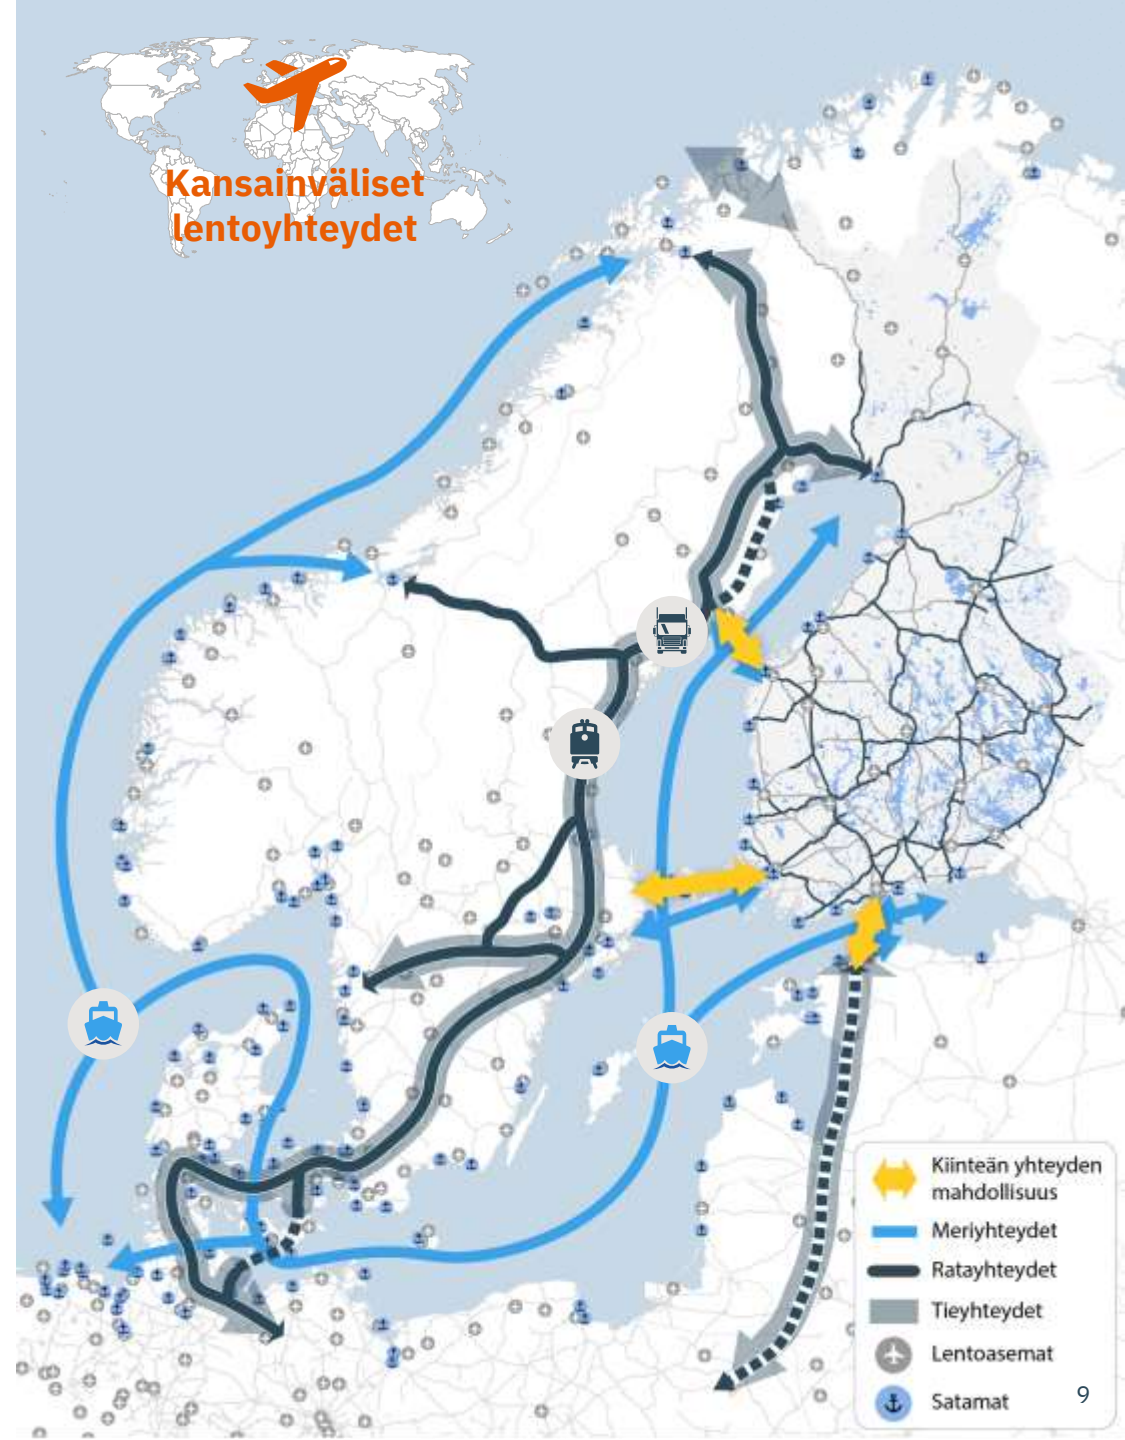 Kansainväliset
lentoyhteydet
Kiinteän yhteyden
mahdollisuus
Meriyhteydet
Ratayhteydet
Tieyhteydet
Lentoasemat
Satamat
9